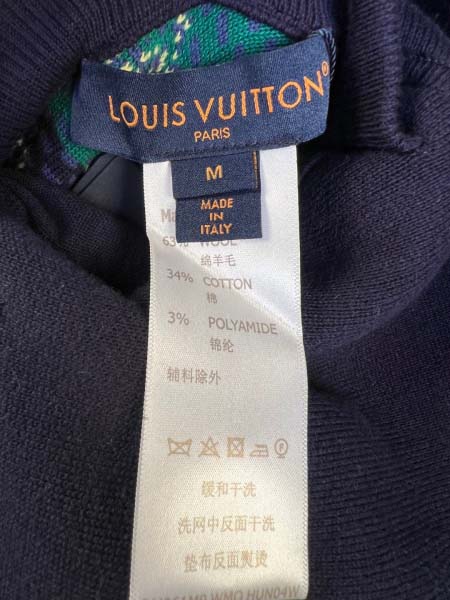 LOUIS VUITTON®
PARIS
M
MADE
IN
ITALY
63% WOOL
绵羊毛
34% COTTON
棉
3% POLYAMIDE
锦纶
辅料除外
缓和干洗
洗网中反面干洗
垫布反面熨烫